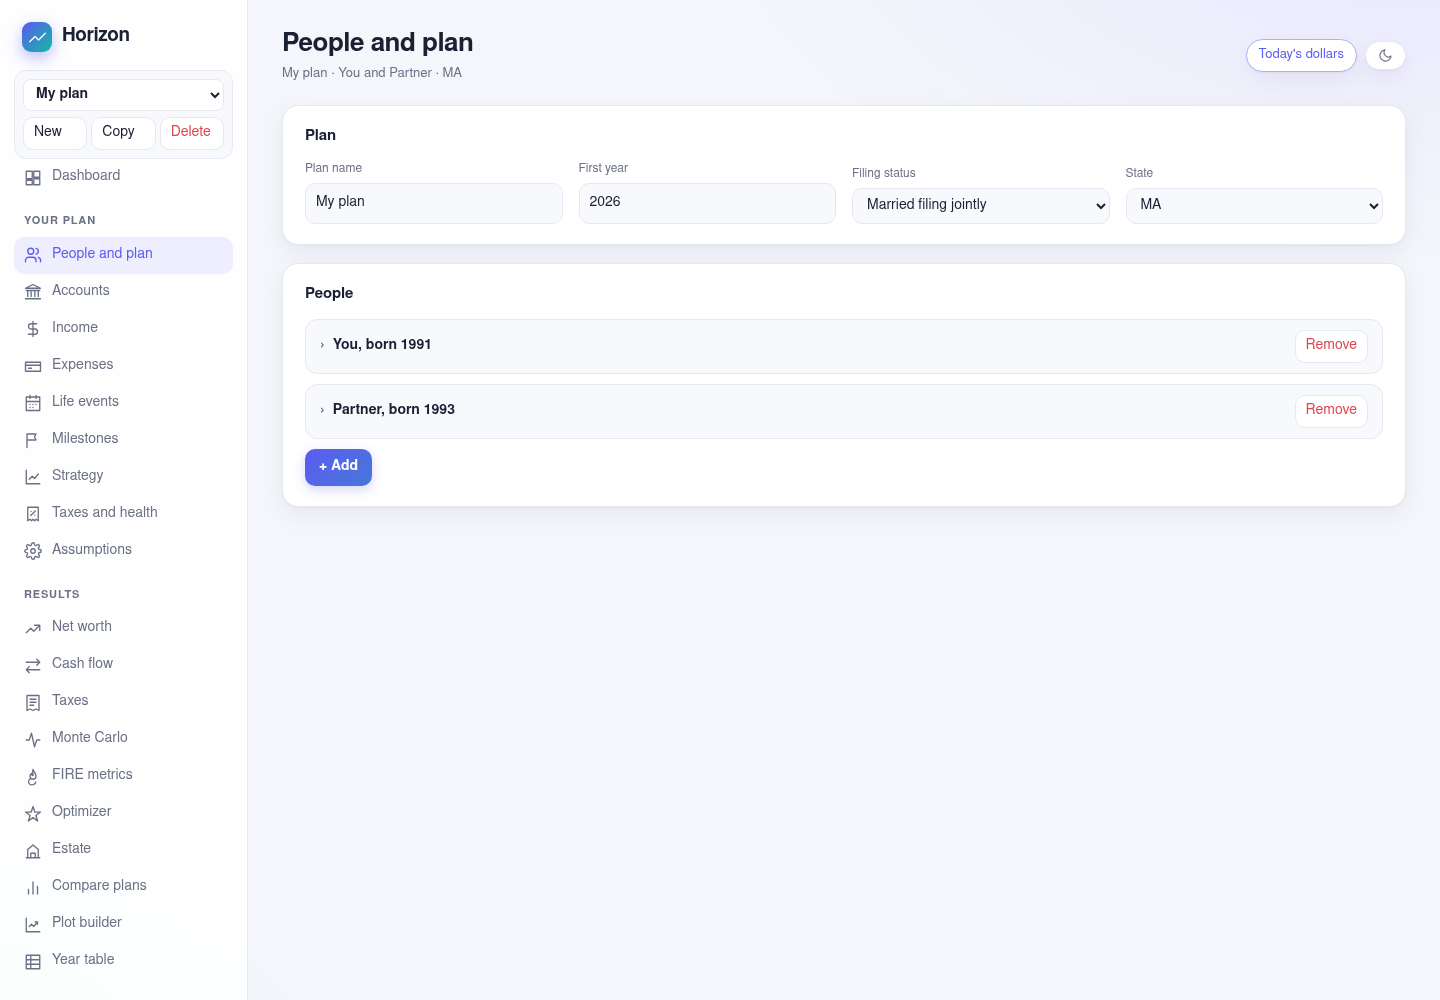 Horizon
My plan
New
Copy
Delete
Dashboard
YOUR PLAN
People and plan
Accounts
Income
Expenses
Life events
Milestones
Strategy
Taxes and health
Assumptions
RESULTS
Net worth
Cash flow
Taxes
Monte Carlo
FIRE metrics
Optimizer
Estate
Compare plans
Plot builder
Year table
People and plan
My plan · You and Partner · MA
Today's dollars
Plan
Plan name
First year
Filing status
State
My plan
2026
Married filing jointly
MA
People
› You, born 1991
Remove
› Partner, born 1993
Remove
+ Add